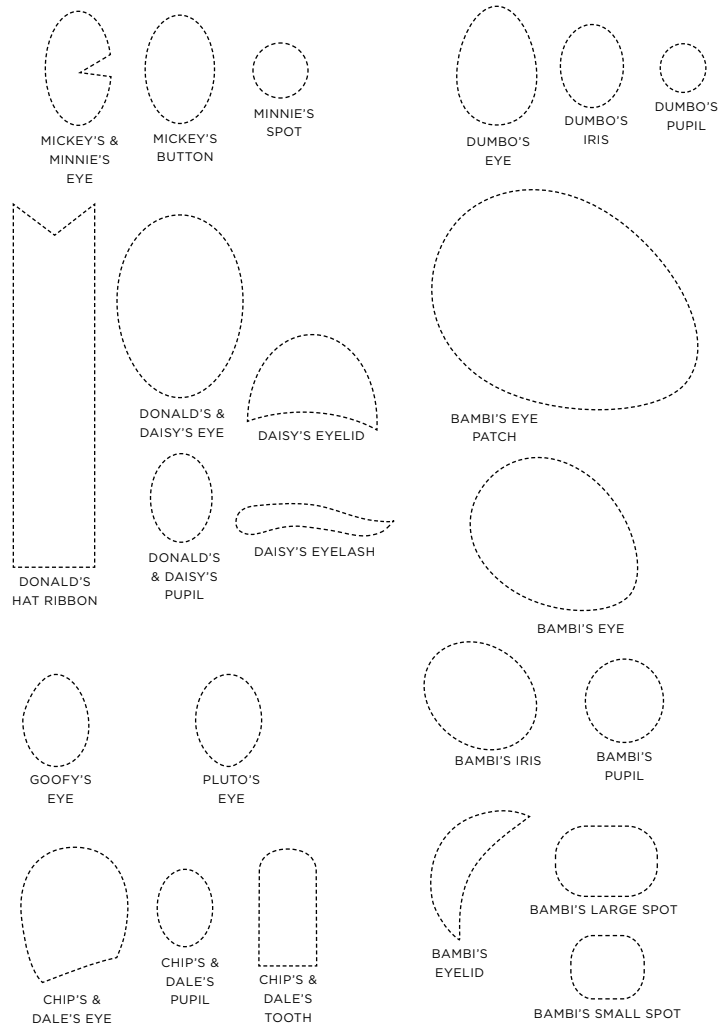 MICKEY'S &
MINNIE'S
EYE
MICKEY'S
BUTTON
MINNIE'S
SPOT
DUMBO'S
EYE
DUMBO'S
IRIS
DUMBO'S
PUPIL
DONALD'S
HAT RIBBON
DONALD'S &
DAISY'S EYE
DAISY'S EYELID
DONALD'S
& DAISY'S
PUPIL
DAISY'S EYELASH
BAMBI'S EYE
PATCH
BAMBI'S EYE
GOOFY'S
EYE
PLUTO'S
EYE
BAMBI'S IRIS
BAMBI'S
PUPIL
CHIP'S &
DALE'S EYE
CHIP'S &
DALE'S
PUPIL
CHIP'S &
DALE'S
TOOTH
BAMBI'S
EYELID
BAMBI'S LARGE SPOT
BAMBI'S SMALL SPOT